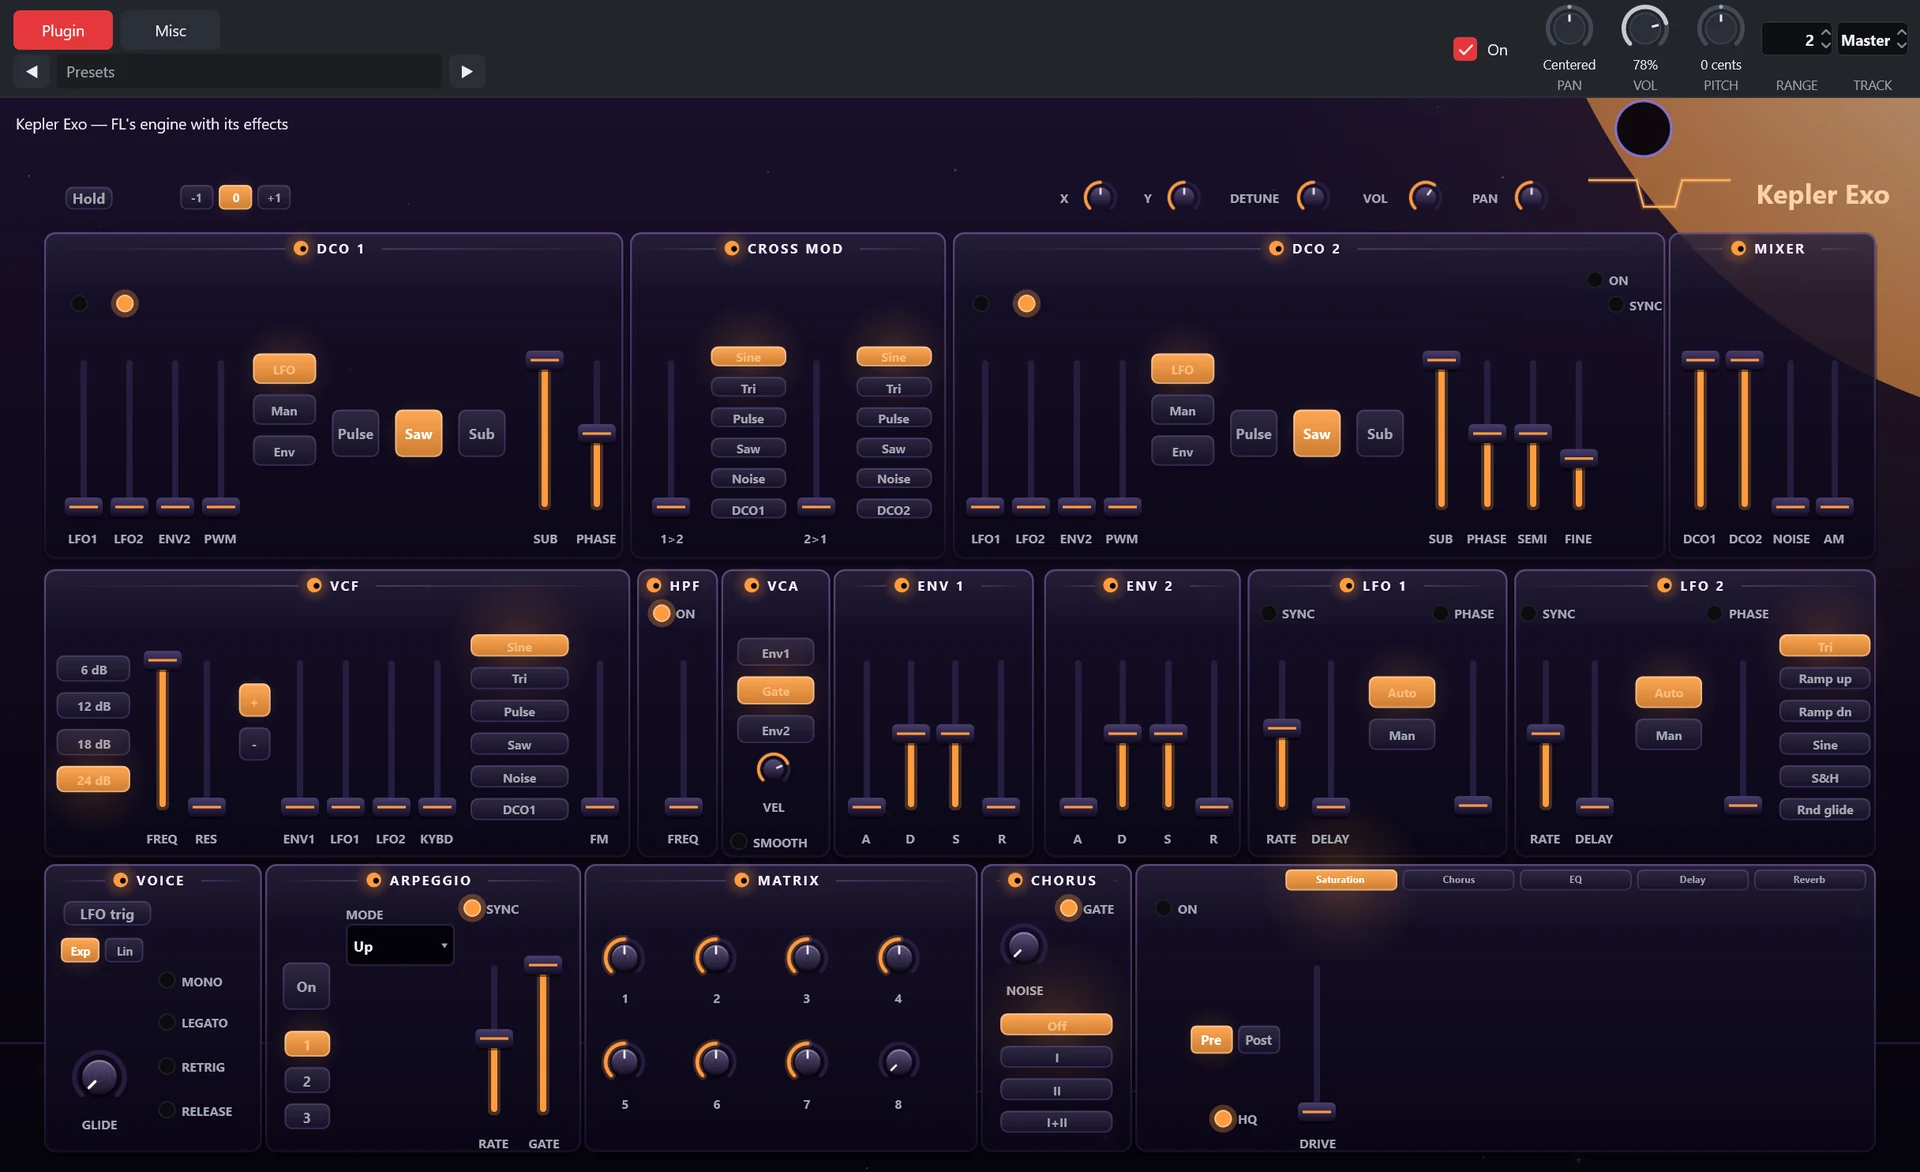 Plugin
Misc
On
2
Master
Presets
Centered
78%
0 cents
PAN
VOL
PITCH
RANGE
TRACK
Kepler Exo — FL's engine with its effects
Hold
-1
0
+1
X
Y
DETUNE
VOL
PAN
Kepler Exo
DCO 1
LFO
Man
Env
Pulse
Saw
Sub
LFO1
LFO2
ENV2
PWM
SUB
PHASE
CROSS MOD
Sine
Tri
Pulse
Saw
Noise
DCO1
Sine
Tri
Pulse
Saw
Noise
DCO2
1>2
2>1
DCO 2
ON
SYNC
LFO
Man
Env
Pulse
Saw
Sub
LFO1
LFO2
ENV2
PWM
SUB
PHASE
SEMI
FINE
MIXER
DCO1
DCO2
NOISE
AM
VCF
6 dB
12 dB
18 dB
24 dB
+
-
Sine
Tri
Pulse
Saw
Noise
DCO1
FREQ
RES
ENV1
LFO1
LFO2
KYBD
FM
HPF
ON
FREQ
VCA
Env1
Gate
Env2
VEL
SMOOTH
ENV 1
A
D
S
R
ENV 2
A
D
S
R
LFO 1
SYNC
PHASE
Auto
Man
RATE
DELAY
LFO 2
SYNC
PHASE
Auto
Man
Tri
Ramp up
Ramp dn
Sine
S&H
Rnd glide
RATE
DELAY
VOICE
LFO trig
Exp
Lin
MONO
LEGATO
RETRIG
RELEASE
GLIDE
ARPEGGIO
MODE
SYNC
Up
On
1
2
3
RATE
GATE
MATRIX
1
2
3
4
5
6
7
8
CHORUS
GATE
NOISE
Off
I
II
I+II
Saturation
Chorus
EQ
Delay
Reverb
ON
Pre
Post
HQ
DRIVE